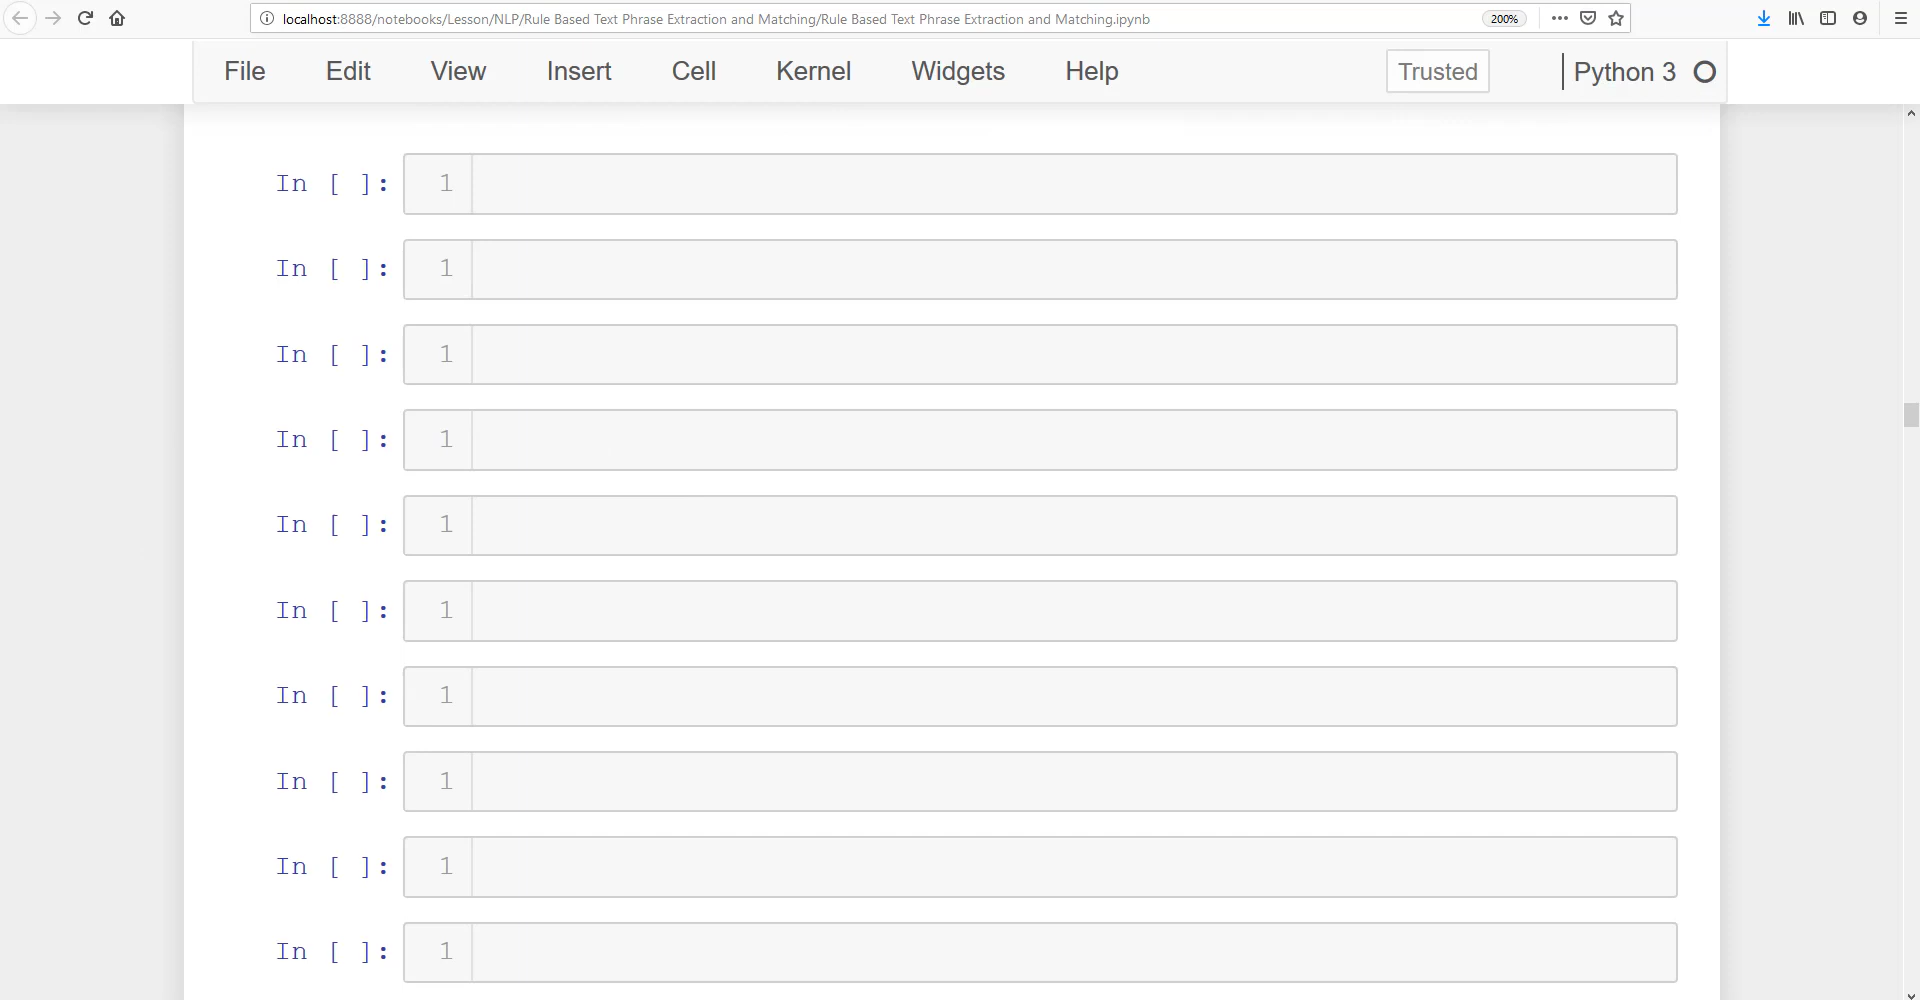 localhost:8888/notebooks/Lesson/NLP/Rule Based Text Phrase Extraction and Matching/Rule Based Text Phrase Extraction and Matching.ipynb 200%
File Edit View Insert Cell Kernel Widgets Help Trusted Python 3
In [ ]: 1
In [ ]: 1
In [ ]: 1
In [ ]: 1
In [ ]: 1
In [ ]: 1
In [ ]: 1
In [ ]: 1
In [ ]: 1
In [ ]: 1